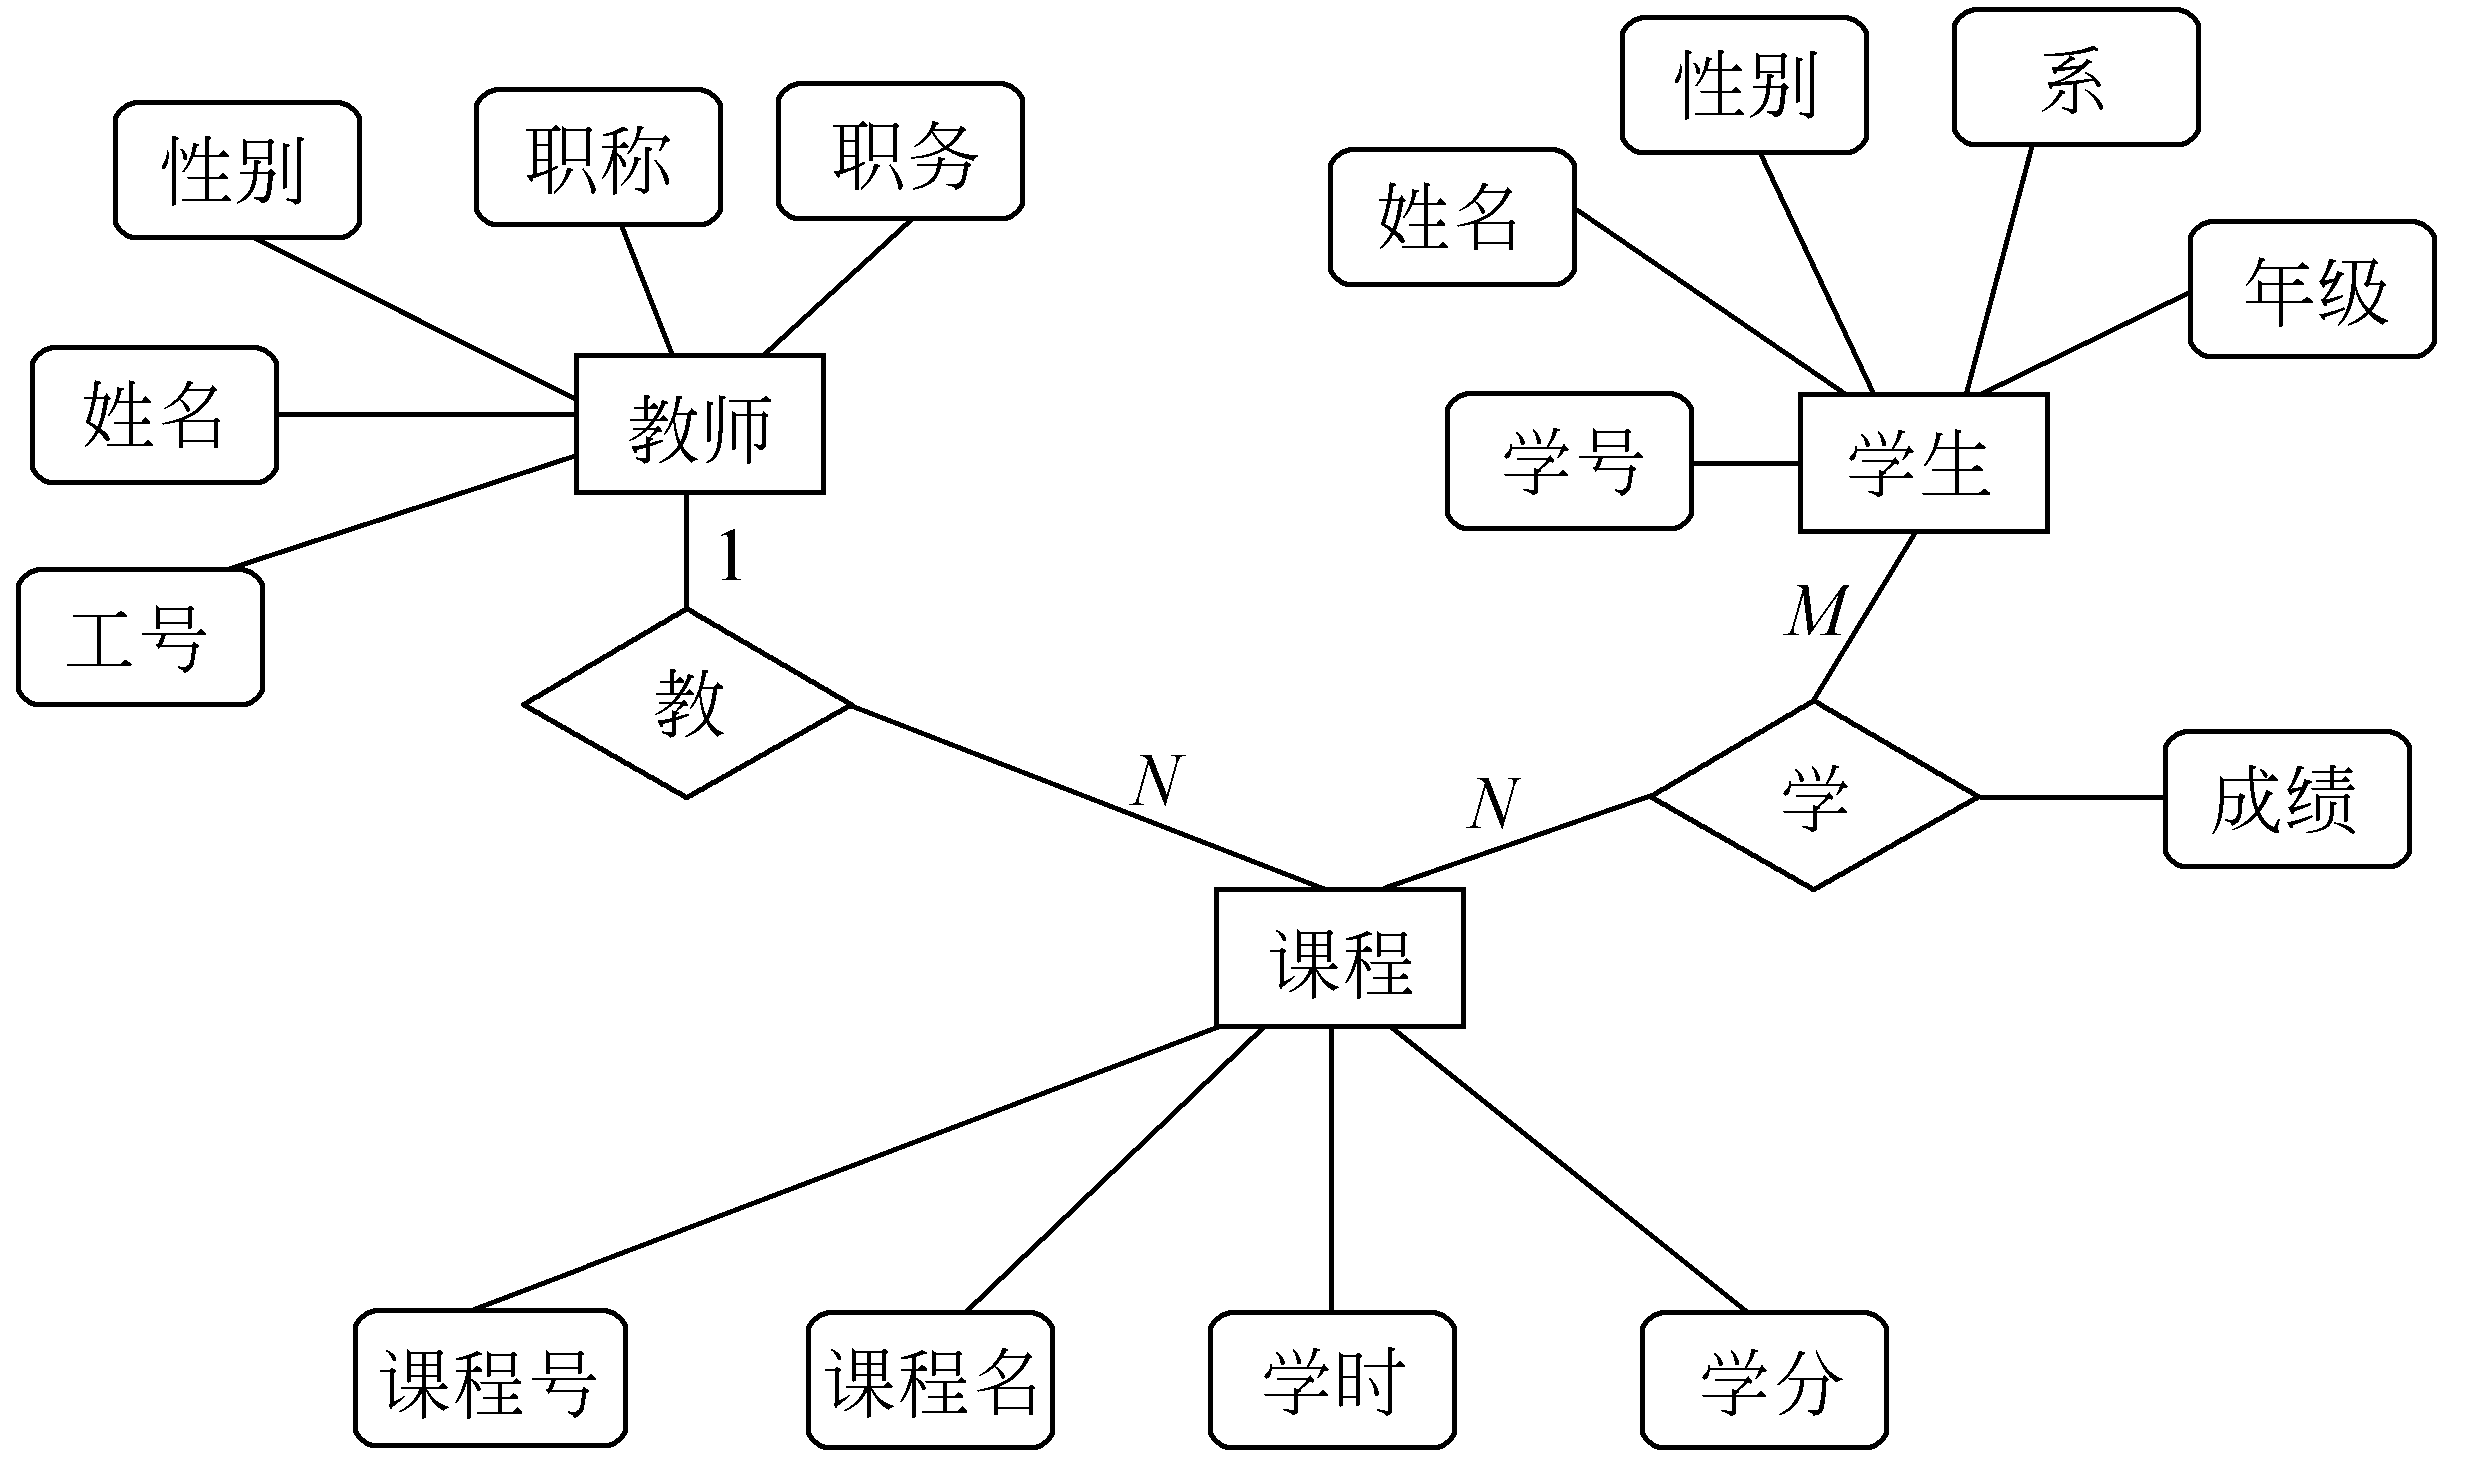 性别
职称
职务
姓名
教师
工号
1
教
N
性别
系
姓名
年级
学号
学生
M
学
N
成绩
课程
课程号
课程名
学时
学分